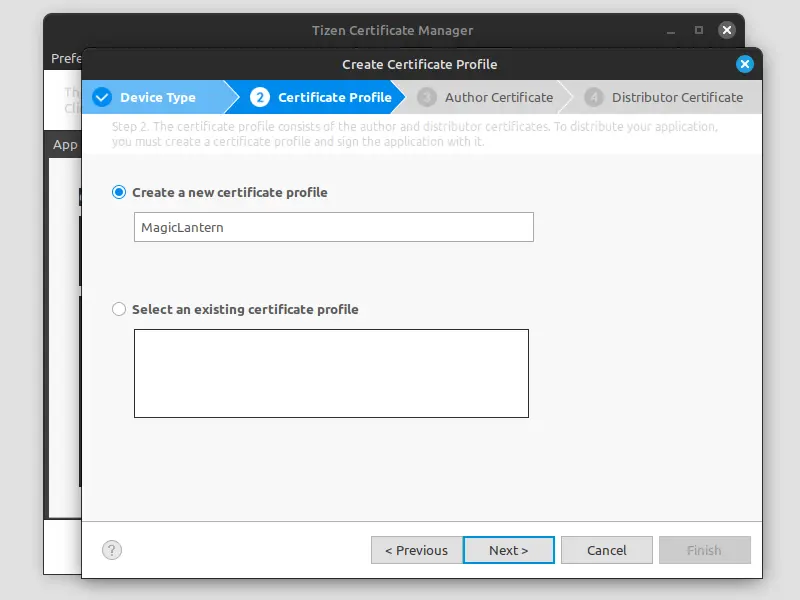 Tizen Certificate Manager
Prefe
Create Certificate Profile
Th
Cli
Device Type
2 Certificate Profile
3 Author Certificate
4 Distributor Certificate
Step 2. The certificate profile consists of the author and distributor certificates. To distribute your application,
you must create a certificate profile and sign the application with it.
App
Create a new certificate profile
MagicLantern
Select an existing certificate profile
?
< Previous
Next >
Cancel
Finish